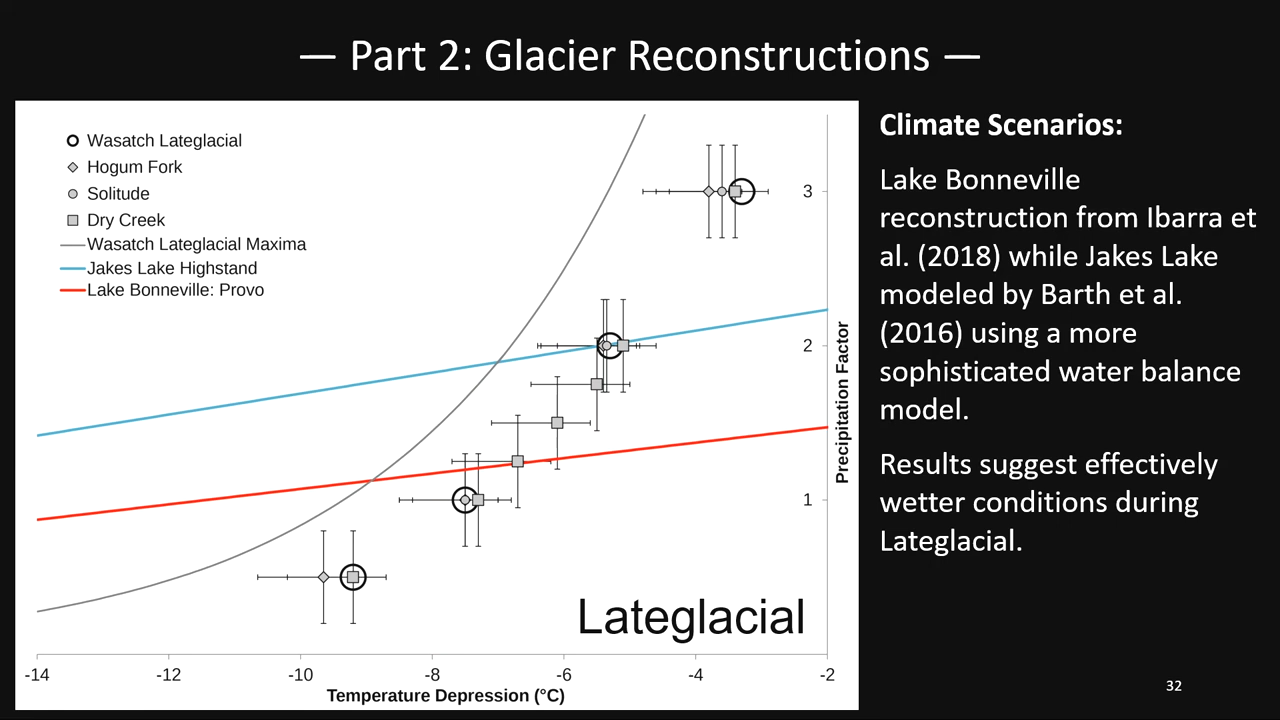 — Part 2: Glacier Reconstructions —
Wasatch Lateglacial
Hogum Fork
Solitude
Dry Creek
Wasatch Lateglacial Maxima
Jakes Lake Highstand
Lake Bonneville: Provo
3
2
1
Precipitation Factor
Lateglacial
-14 -12 -10 -8 -6 -4 -2
Temperature Depression (°C)
Climate Scenarios:
Lake Bonneville
reconstruction from Ibarra et
al. (2018) while Jakes Lake
modeled by Barth et al.
(2016) using a more
sophisticated water balance
model.
Results suggest effectively
wetter conditions during
Lateglacial.
32